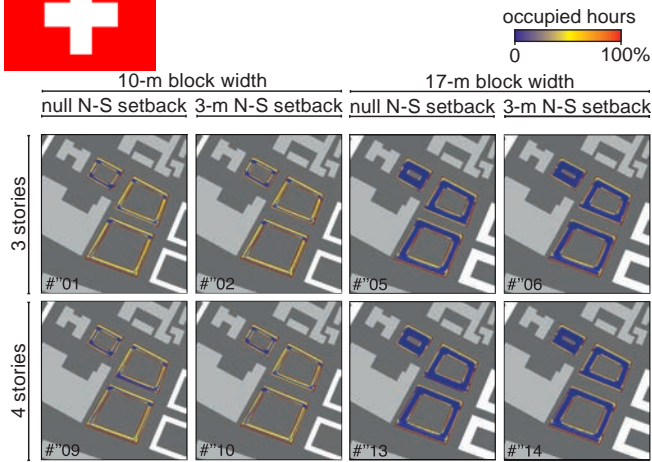 occupied hours
0 100%
10-m block width 17-m block width
null N-S setback 3-m N-S setback null N-S setback 3-m N-S setback
3 stories
#"01 #"02 #"05 #"06
4 stories
#"09 #"10 #"13 #"14